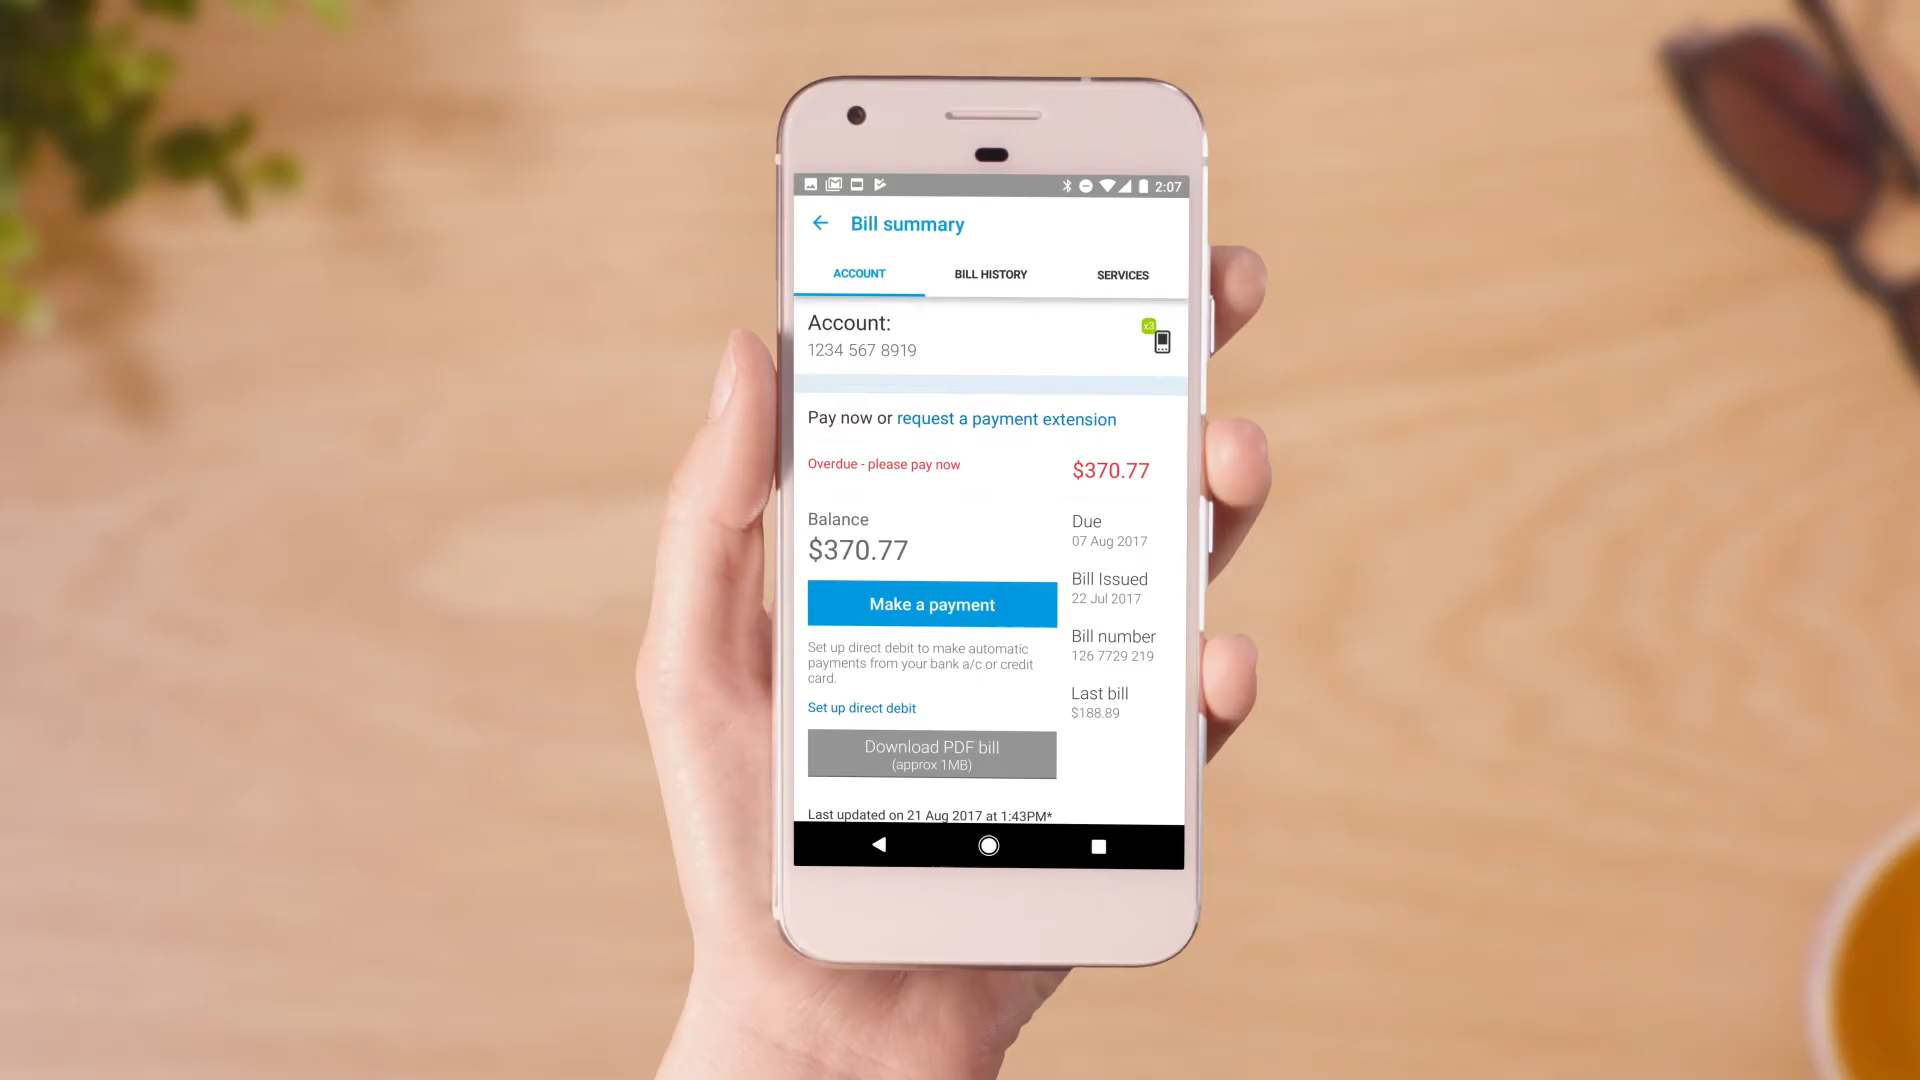 2:07
Bill summary
ACCOUNT BILL HISTORY SERVICES
Account:
1234 567 8919
x3
Pay now or request a payment extension
Overdue - please pay now $370.77
Balance
$370.77
Make a payment
Set up direct debit to make automatic
payments from your bank a/c or credit
card.
Set up direct debit
Download PDF bill
(approx 1MB)
Due
07 Aug 2017
Bill Issued
22 Jul 2017
Bill number
126 7729 219
Last bill
$188.89
Last updated on 21 Aug 2017 at 1:43PM*